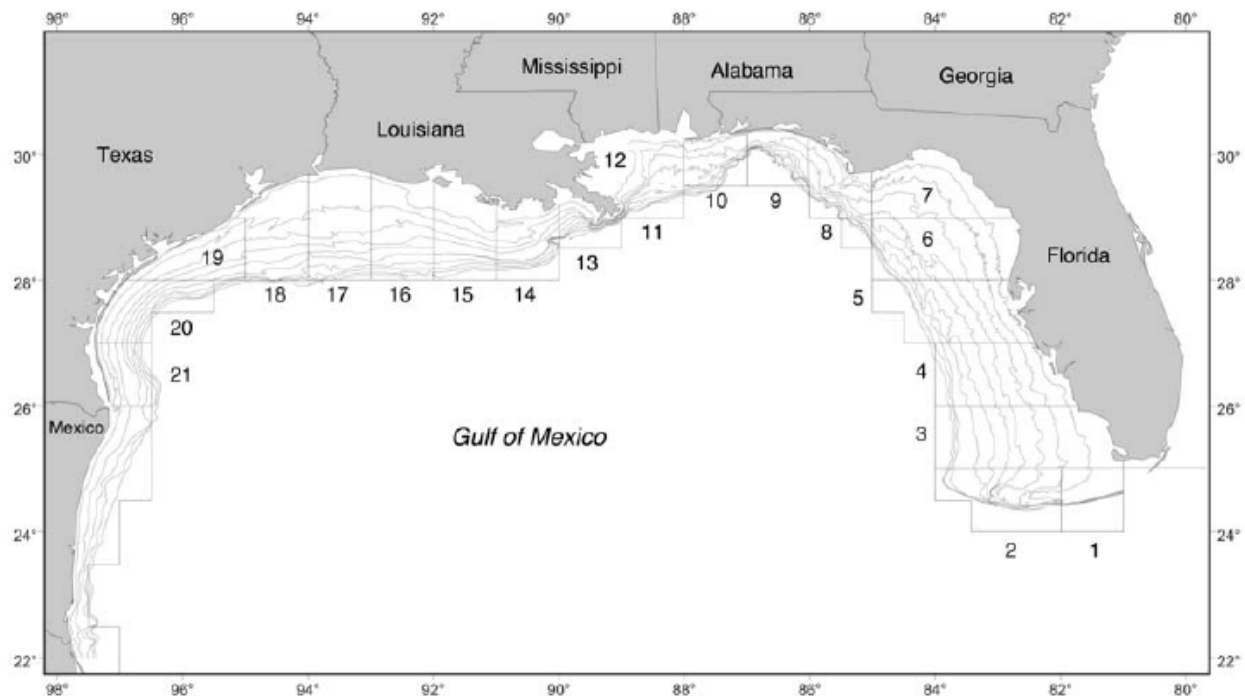 98° 96° 94° 92° 90° 88° 86° 84° 82° 80°
Mississippi Alabama Georgia
Louisiana
Texas
30° 12 30°
7
10 9
11 8 6
Florida
13
19
28° 28°
18 17 16 15 14 5
20
21 4
26° 26°
Mexico
Gulf of Mexico 3
24° 24°
2 1
22° 22°
98° 96° 94° 92° 90° 88° 86° 84° 82° 80°